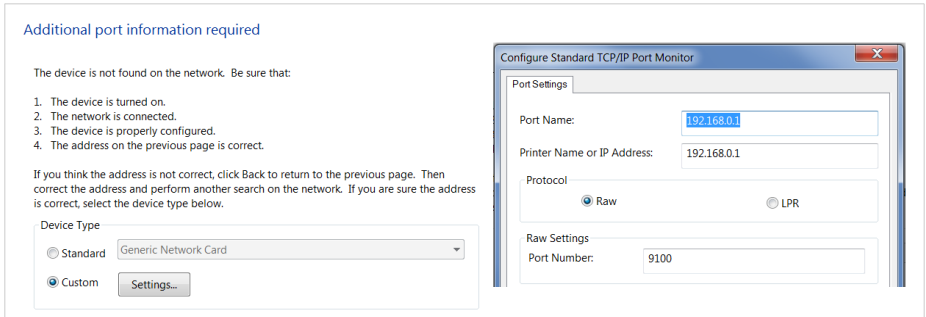 Additional port information required
The device is not found on the network. Be sure that:
1. The device is turned on.
2. The network is connected.
3. The device is properly configured.
4. The address on the previous page is correct.
If you think the address is not correct, click Back to return to the previous page. Then
correct the address and perform another search on the network. If you are sure the address
is correct, select the device type below.
Device Type
Standard Generic Network Card
Custom Settings...
Configure Standard TCP/IP Port Monitor
Port Settings
Port Name: 192.168.0.1
Printer Name or IP Address: 192.168.0.1
Protocol
Raw LPR
Raw Settings
Port Number: 9100